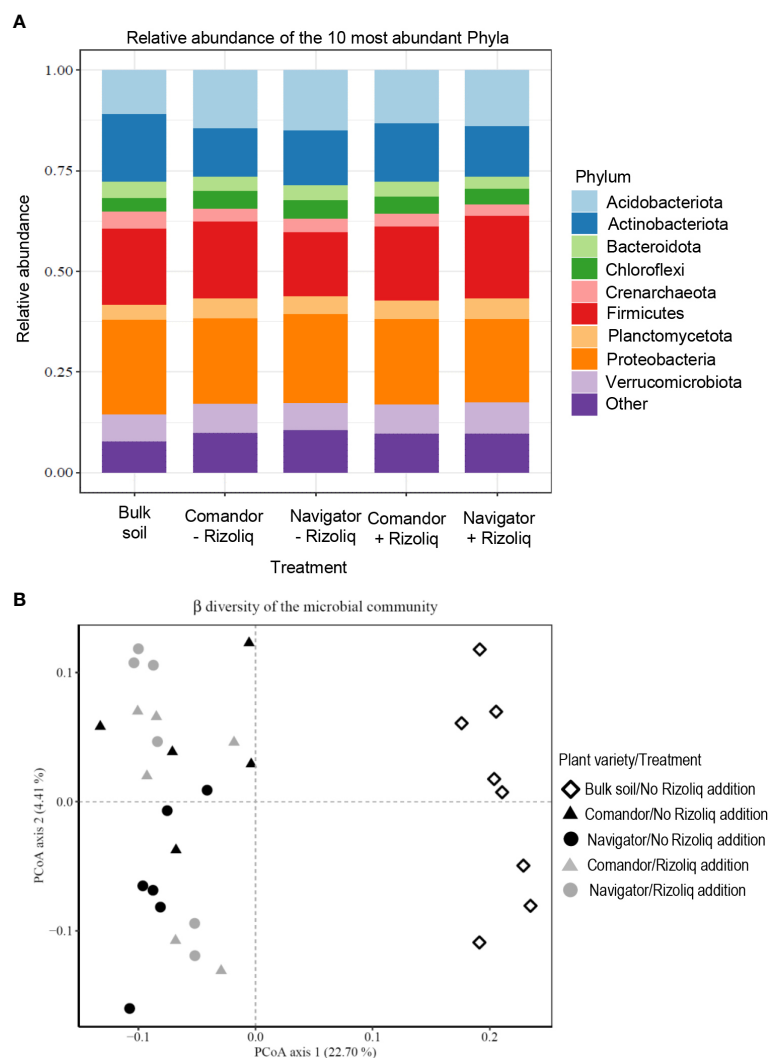 A
Relative abundance of the 10 most abundant Phyla
1.00
0.75
0.50
0.25
0.00
Relative abundance
Bulk
soil
Comandor
- Rizoliq
Navigator
- Rizoliq
Comandor
+ Rizoliq
Navigator
+ Rizoliq
Treatment
Phylum
Acidobacteriota
Actinobacteriota
Bacteroidota
Chloroflexi
Crenarchaeota
Firmicutes
Planctomycetota
Proteobacteria
Verrucomicrobiota
Other
B
β diversity of the microbial community
0.1
0.0
−0.1
PCoA axis 2 (4.41 %)
−0.1
0.0
0.1
0.2
PCoA axis 1 (22.70 %)
Plant variety/Treatment
Bulk soil/No Rizoliq addition
Comandor/No Rizoliq addition
Navigator/No Rizoliq addition
Comandor/Rizoliq addition
Navigator/Rizoliq addition